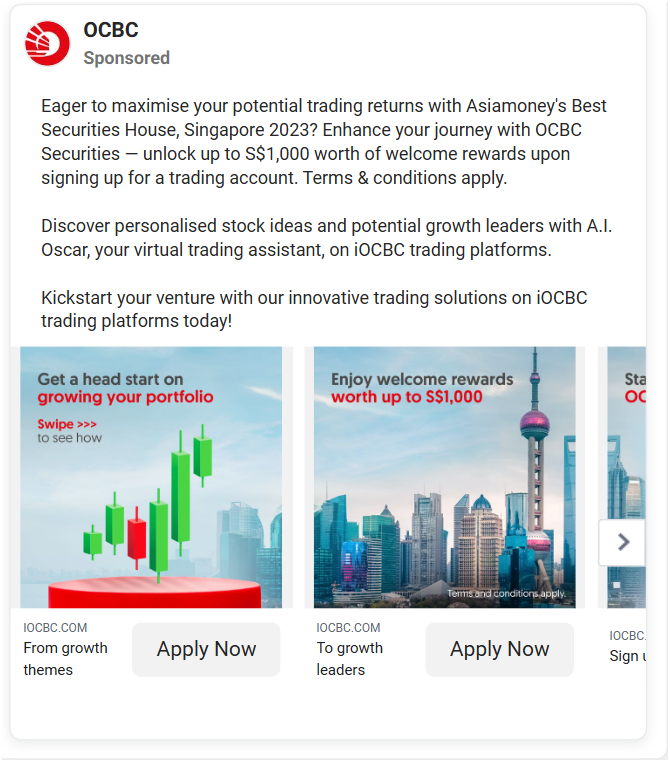 OCBC
Sponsored
Eager to maximise your potential trading returns with Asiamoney's Best
Securities House, Singapore 2023? Enhance your journey with OCBC
Securities — unlock up to S$1,000 worth of welcome rewards upon
signing up for a trading account. Terms & conditions apply.
Discover personalised stock ideas and potential growth leaders with A.I.
Oscar, your virtual trading assistant, on iOCBC trading platforms.
Kickstart your venture with our innovative trading solutions on iOCBC
trading platforms today!
Get a head start on
growing your portfolio
Swipe >>>
to see how
Enjoy welcome rewards
worth up to S$1,000
Terms and conditions apply.
Sta
OC
IOCBC.COM
From growth
themes
Apply Now
IOCBC.COM
To growth
leaders
Apply Now
IOCBC.
Sign